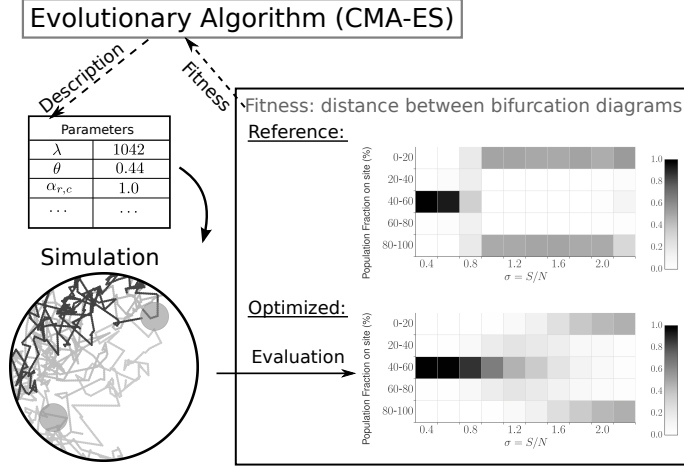 Evolutionary Algorithm (CMA-ES)
Description
Fitness
Parameters
λ 1042
θ 0.44
α_{r,c} 1.0
... ...
Simulation
Evaluation
Fitness: distance between bifurcation diagrams
Reference:
Population Fraction on site (%)
0-20
20-40
40-60
60-80
80-100
0.4 0.8 1.2 1.6 2.0
σ = S/N
1.0
0.8
0.6
0.4
0.2
0.0
Optimized:
Population Fraction on site (%)
0-20
20-40
40-60
60-80
80-100
0.4 0.8 1.2 1.6 2.0
σ = S/N
1.0
0.8
0.6
0.4
0.2
0.0